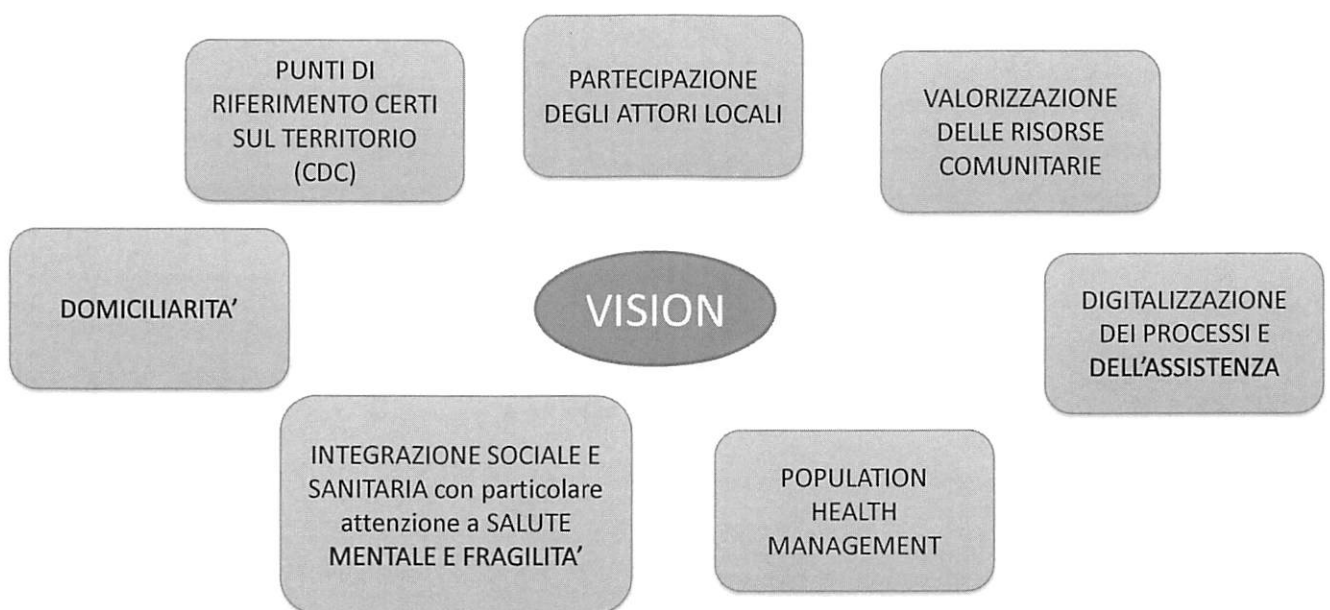 PUNTI DI
RIFERIMENTO CERTI
SUL TERRITORIO
(CDC)
PARTECIPAZIONE
DEGLI ATTORI LOCALI
VALORIZZAZIONE
DELLE RISORSE
COMUNITARIE
DOMICILIARITA’
VISION
DIGITALIZZAZIONE
DEI PROCESSI E
DELL’ASSISTENZA
INTEGRAZIONE SOCIALE E
SANITARIA con particolare
attenzione a SALUTE
MENTALE E FRAGILITA’
POPULATION
HEALTH
MANAGEMENT